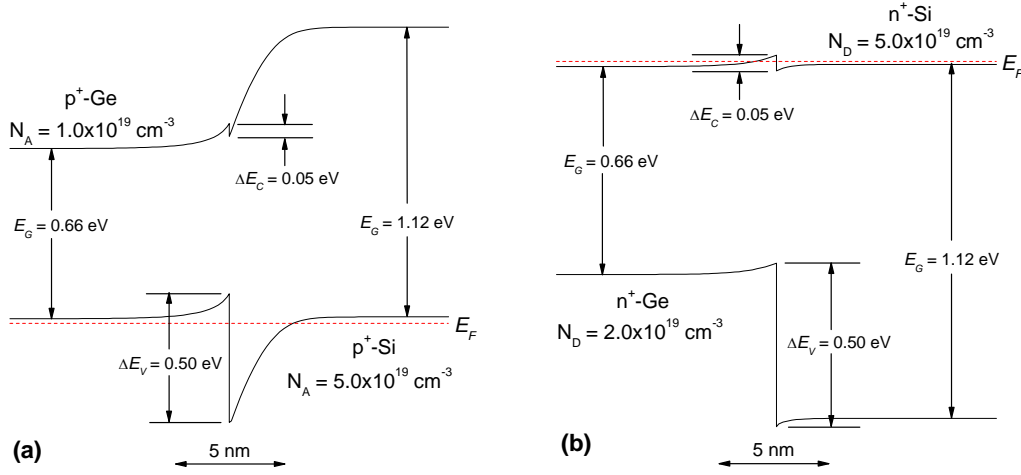 p⁺-Ge
N_A = 1.0x10¹⁹ cm⁻³
ΔE_C = 0.05 eV
E_G = 0.66 eV
E_G = 1.12 eV
E_F
ΔE_V = 0.50 eV
p⁺-Si
N_A = 5.0x10¹⁹ cm⁻³
(a)
5 nm
n⁺-Si
N_D = 5.0x10¹⁹ cm⁻³
E_F
ΔE_C = 0.05 eV
E_G = 0.66 eV
E_G = 1.12 eV
n⁺-Ge
N_D = 2.0x10¹⁹ cm⁻³
ΔE_V = 0.50 eV
(b)
5 nm